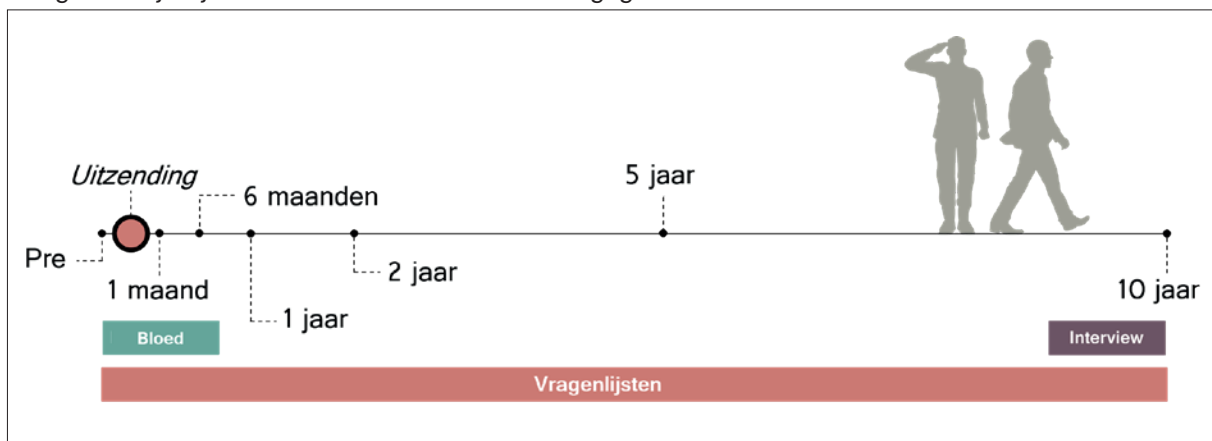 Uitzending
6 maanden
5 jaar
Pre
1 maand
2 jaar
1 jaar
10 jaar
Bloed
Interview
Vragenlijsten